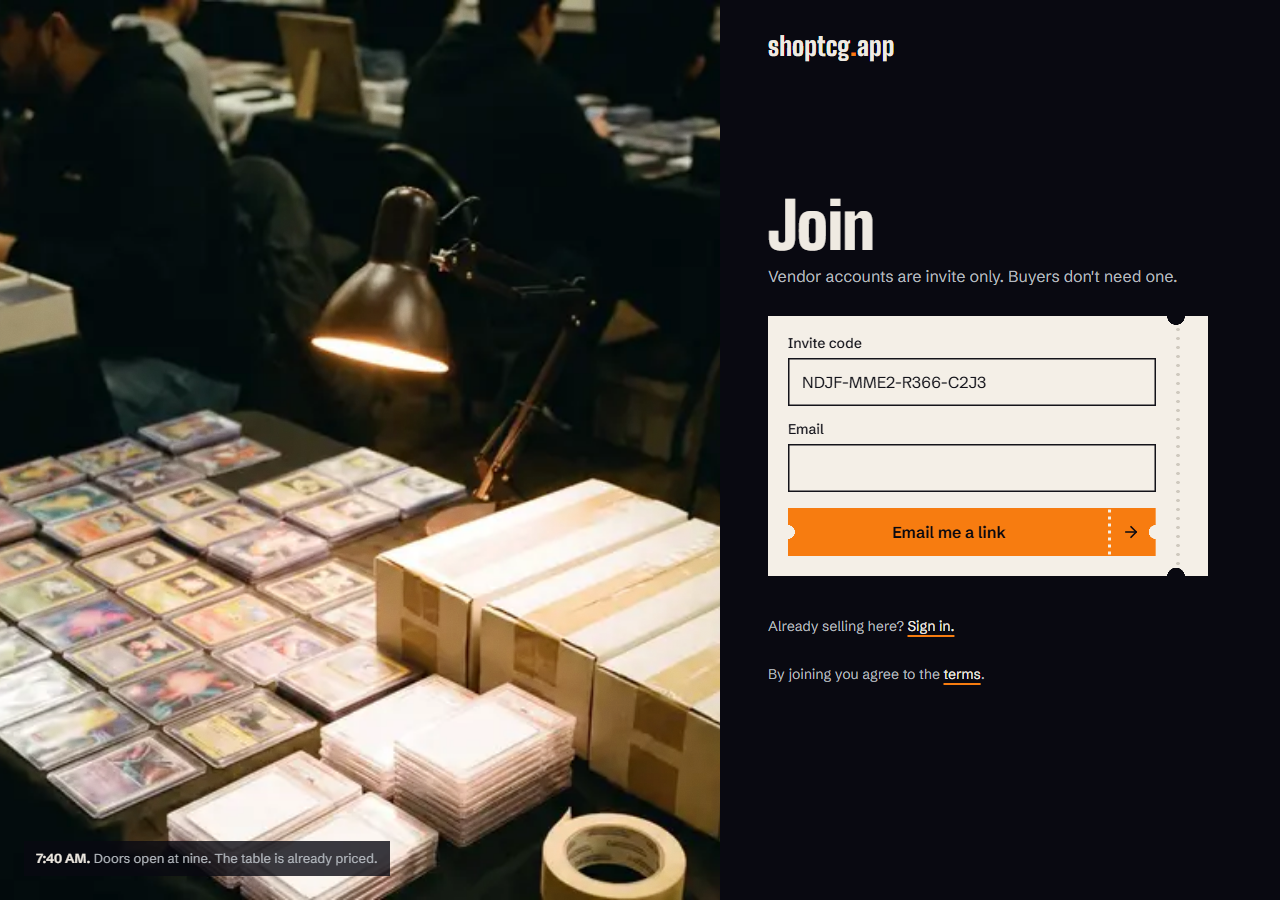 shoptcg.app
Join
Vendor accounts are invite only. Buyers don't need one.
Invite code
NDJF-MME2-R366-C2J3
Email
Email me a link
Already selling here? Sign in.
By joining you agree to the terms.
7:40 AM. Doors open at nine. The table is already priced.